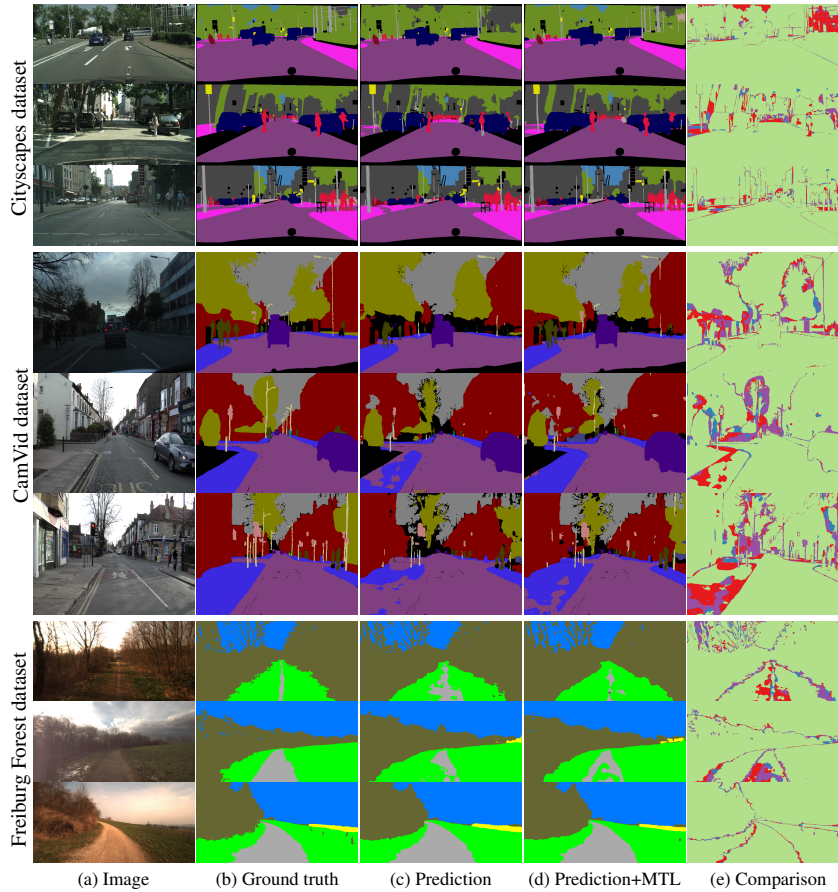 Cityscapes dataset
CamVid dataset
Freiburg Forest dataset
(a) Image
(b) Ground truth
(c) Prediction
(d) Prediction+MTL
(e) Comparison